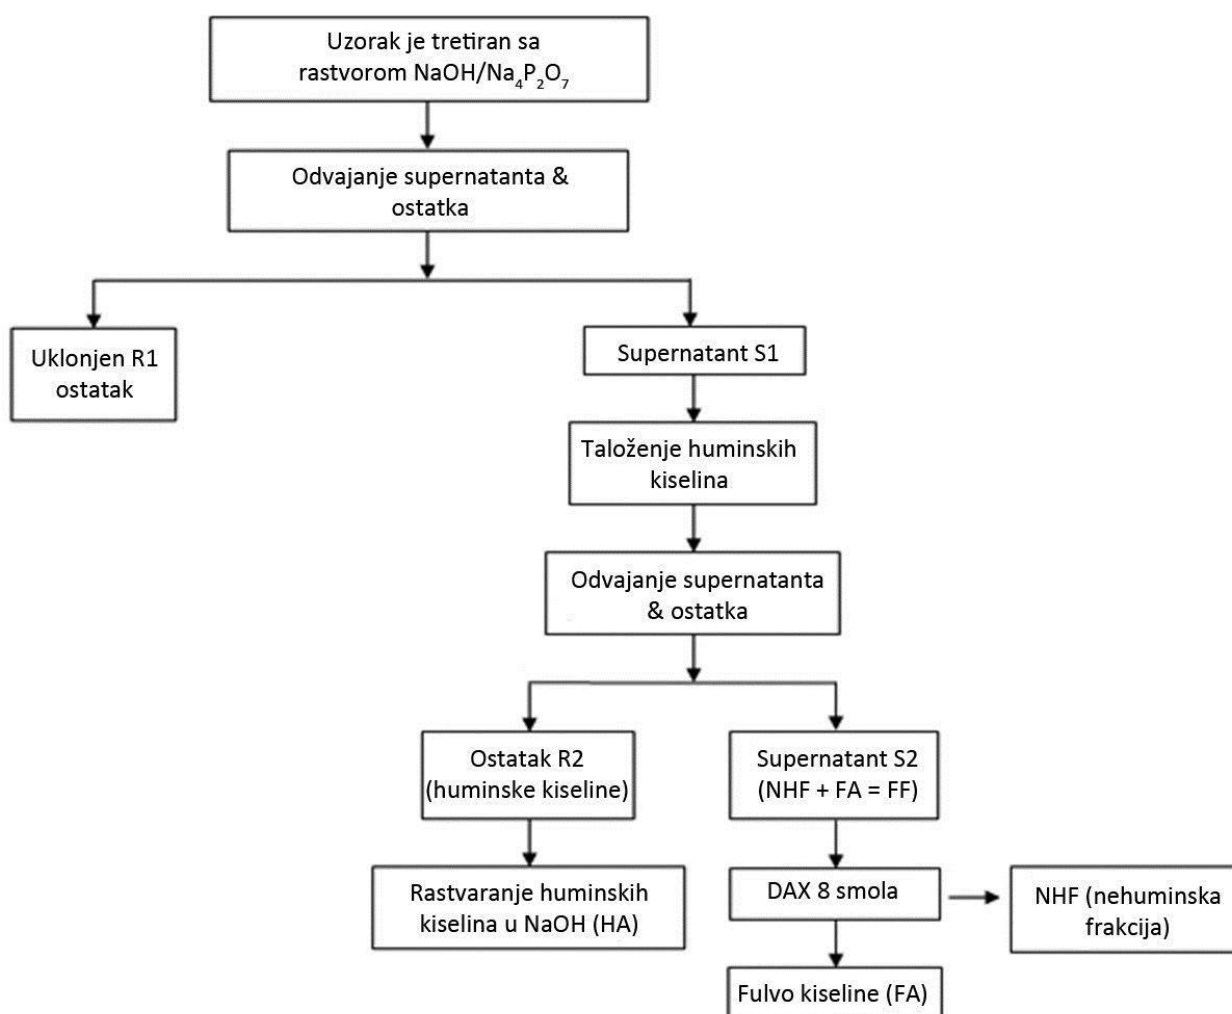 Uzorak je tretiran sa
rastvorom NaOH/Na₄P₂O₇
Odvajanje supernatanta &
ostatka
Uklonjen R1
ostatak
Supernatant S1
Taloženje huminskih
kiselina
Odvajanje supernatanta
& ostatka
Ostatak R2
(huminske kiseline)
Supernatant S2
(NHF + FA = FF)
Rastvaranje huminskih
kiselina u NaOH (HA)
DAX 8 smola
NHF (nehuminska
frakcija)
Fulvo kiseline (FA)